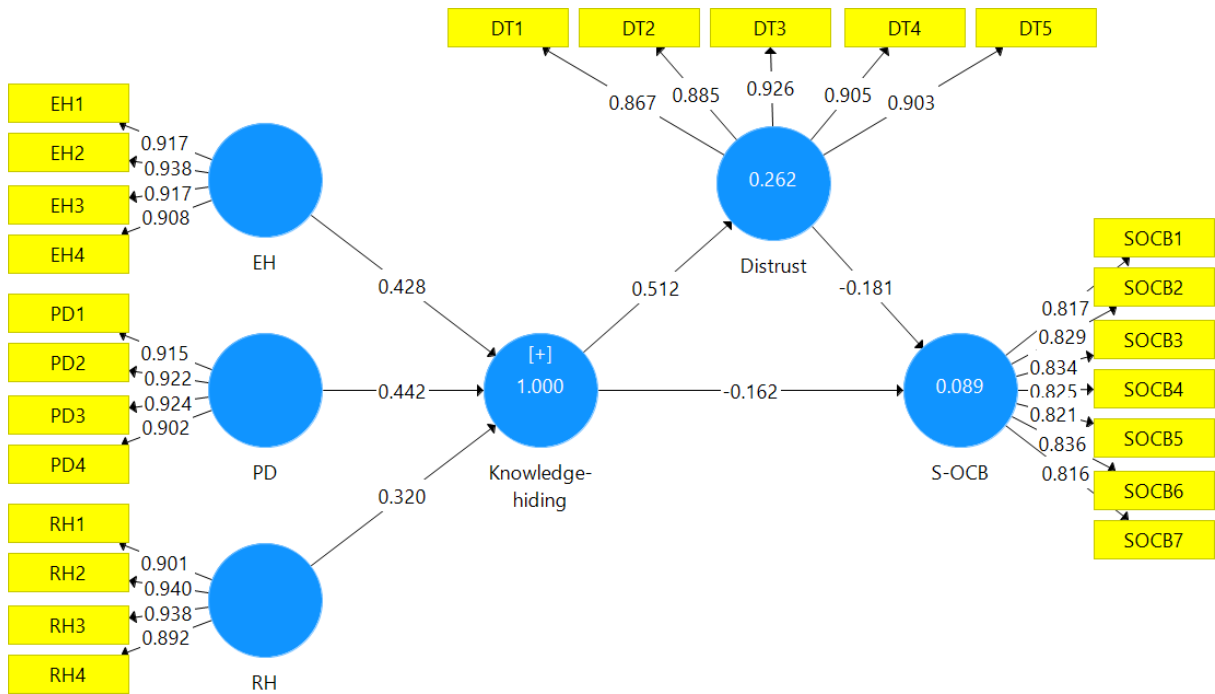 DT1
DT2
DT3
DT4
DT5
0.867
0.885
0.926
0.905
0.903
EH1
EH2
EH3
EH4
0.917
0.938
0.917
0.908
EH
PD1
PD2
PD3
PD4
0.915
0.922
0.924
0.902
PD
RH1
RH2
RH3
RH4
0.901
0.940
0.938
0.892
RH
0.428
0.442
0.320
[+]
1.000
Knowledge-
hiding
0.512
0.262
Distrust
-0.181
-0.162
0.089
S-OCB
0.817
0.829
0.834
0.825
0.821
0.836
0.816
SOCB1
SOCB2
SOCB3
SOCB4
SOCB5
SOCB6
SOCB7